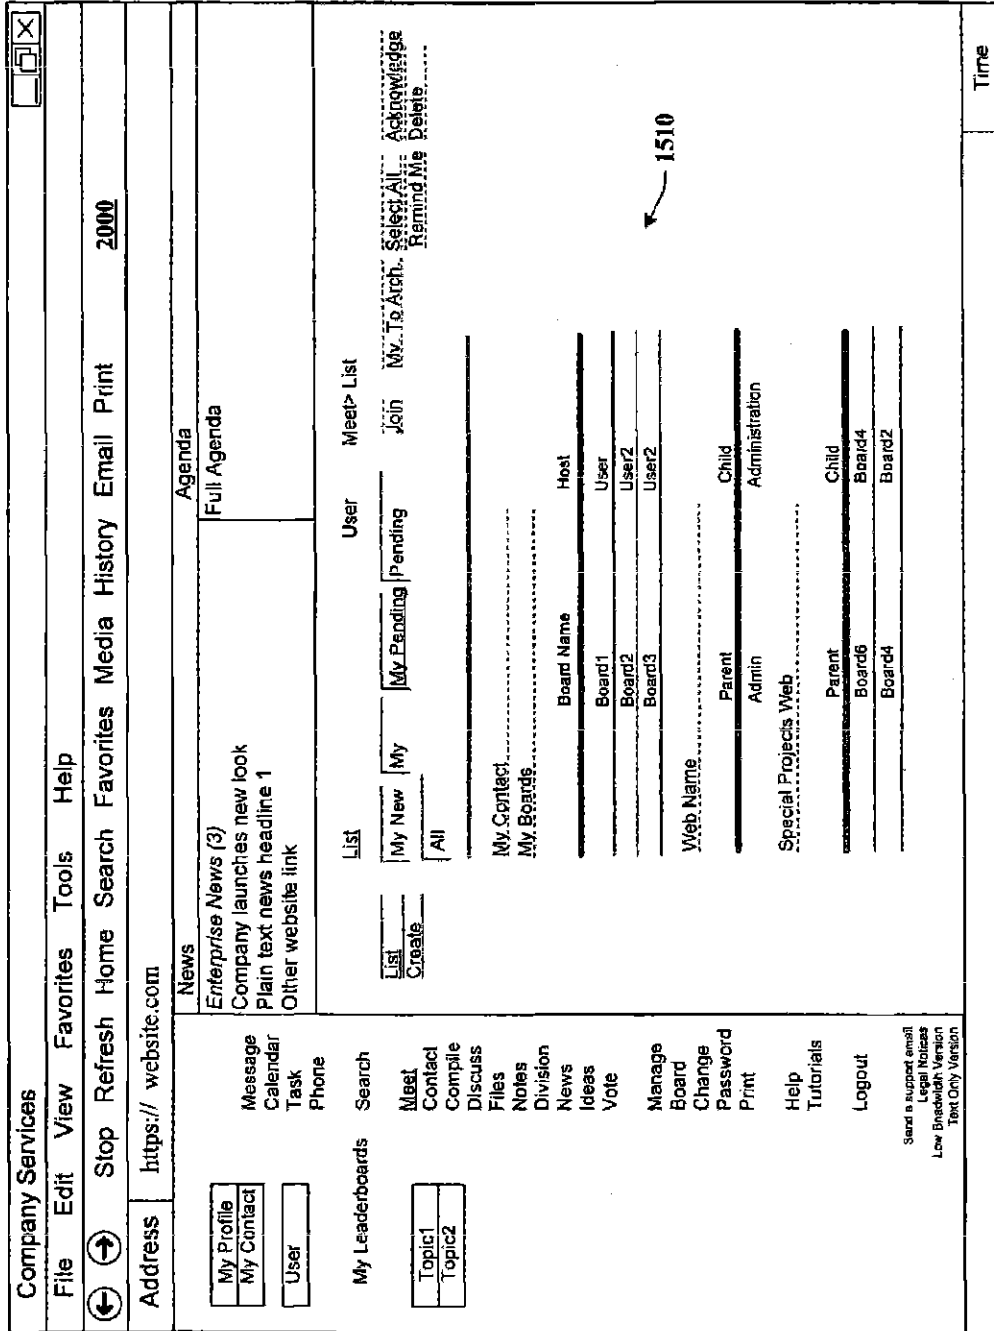 Company Services
File Edit View Favorites Tools Help
Stop Refresh Home Search Favorites Media History Email Print 2000
Address https:// website.com
News
Agenda
Enterprise News (3)
Company launches new look
Plain text news headline 1
Other website link
Full Agenda
My Profile
My Contact
User
My Leaderboards
Topic1
Topic2
Message
Calendar
Task
Phone
Search
Meet
Contact
Compile
Discuss
Files
Notes
Division
News
Ideas
Vote
Manage
Board
Change
Password
Print
Help
Tutorials
Logout
Send a support email
Legal Notices
Low Bnadwidth Version
Text Only Version
List User Meet> List
List
Create
My New My My Pending Pending
All
Join My To Arch. Select All Acknowledge
Remind Me Delete
My Contact
My Boards
Board Name Host
Board1 User
Board2 User2
Board3 User2
Web Name
Parent Child
Admin Administration
Special Projects Web
Parent Child
Board6 Board4
Board4 Board2
1510
Time